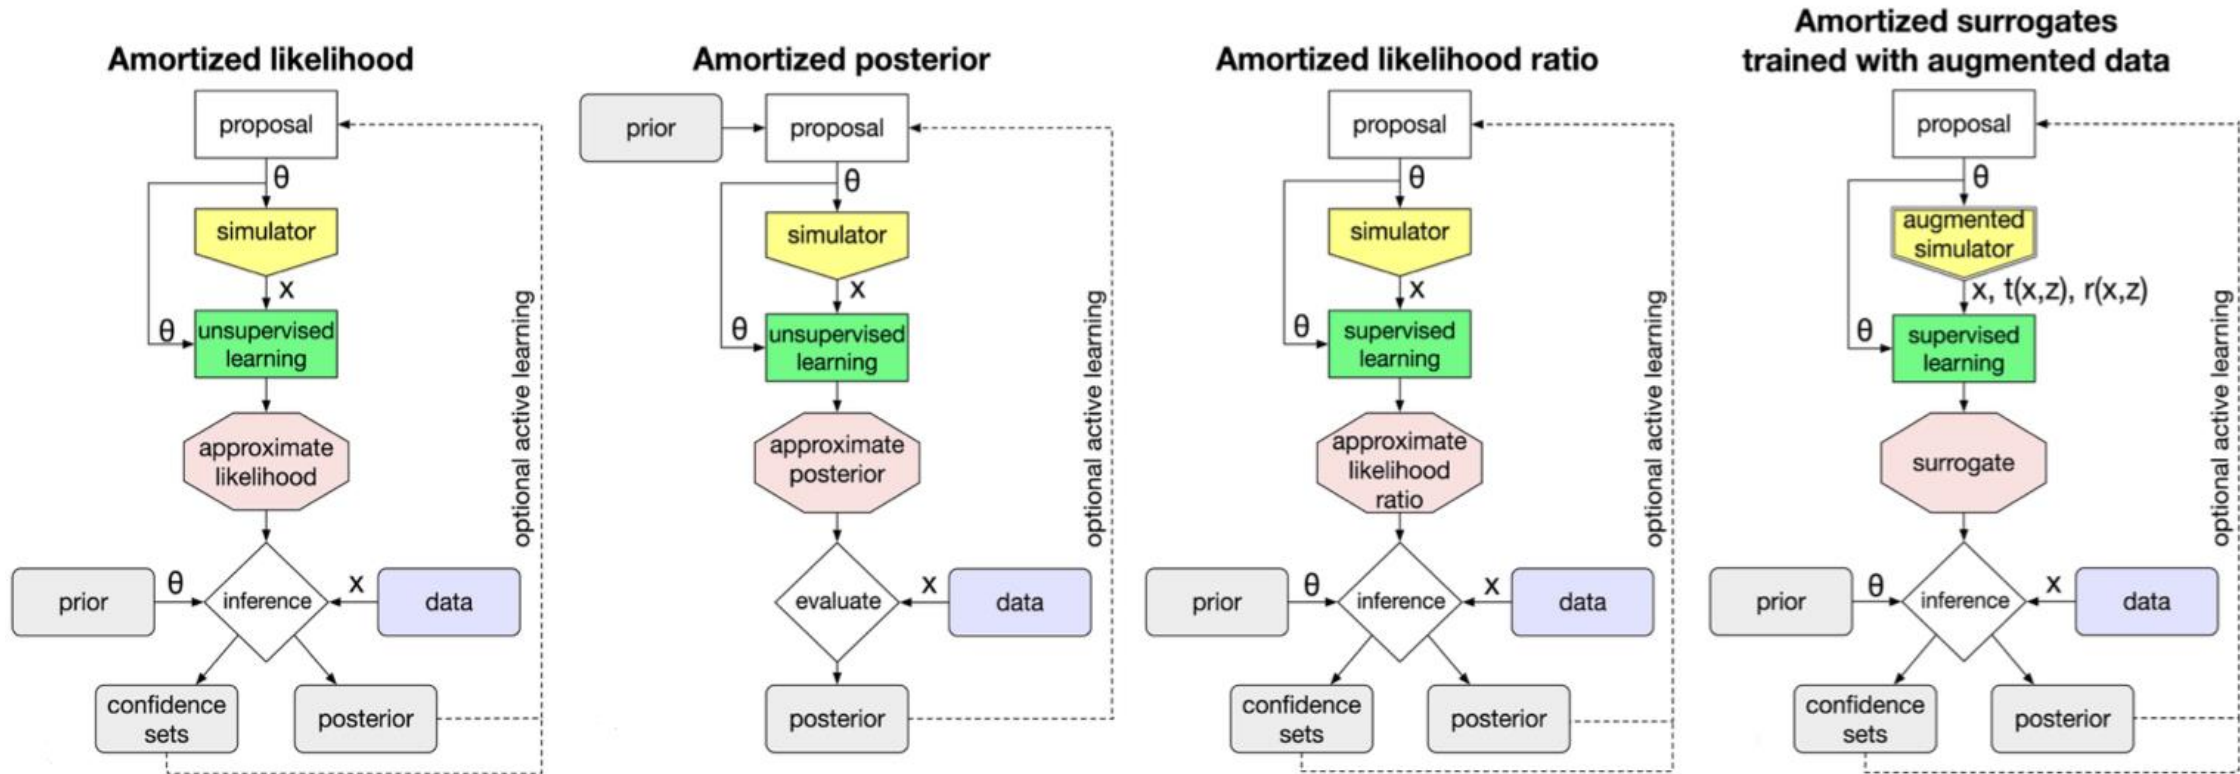 Amortized likelihood
proposal
θ
simulator
x
θ
unsupervised
learning
approximate
likelihood
prior
θ
inference
x
data
confidence
sets
posterior
optional active learning
Amortized posterior
prior
proposal
θ
simulator
x
θ
unsupervised
learning
approximate
posterior
evaluate
x
data
posterior
optional active learning
Amortized likelihood ratio
proposal
θ
simulator
x
θ
supervised
learning
approximate
likelihood
ratio
prior
θ
inference
x
data
confidence
sets
posterior
optional active learning
Amortized surrogates
trained with augmented data
proposal
θ
augmented
simulator
x, t(x,z), r(x,z)
θ
supervised
learning
surrogate
prior
θ
inference
x
data
confidence
sets
posterior
optional active learning